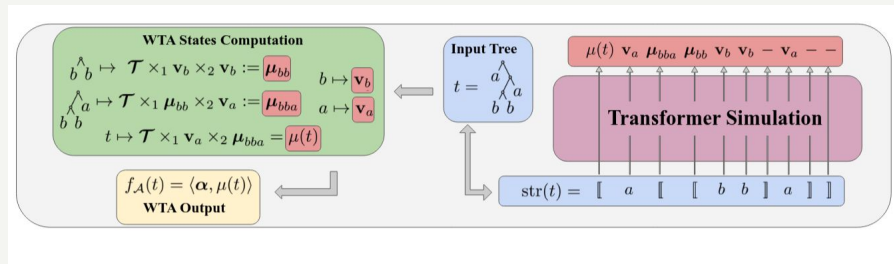 WTA States Computation
b b ↦ 𝓣 ×₁ v_b ×₂ v_b := μ_bb
b ↦ v_b
b b a ↦ 𝓣 ×₁ μ_bb ×₂ v_a := μ_bba
a ↦ v_a
t ↦ 𝓣 ×₁ v_a ×₂ μ_bba = μ(t)
f_𝒜(t) = ⟨α, μ(t)⟩
WTA Output
Input Tree
t =
a
a
b b
μ(t) v_a μ_bba μ_bb v_b v_b − v_a − −
Transformer Simulation
str(t) = ⟦ a ⟦ ⟦ b b ⟧ a ⟧ ⟧